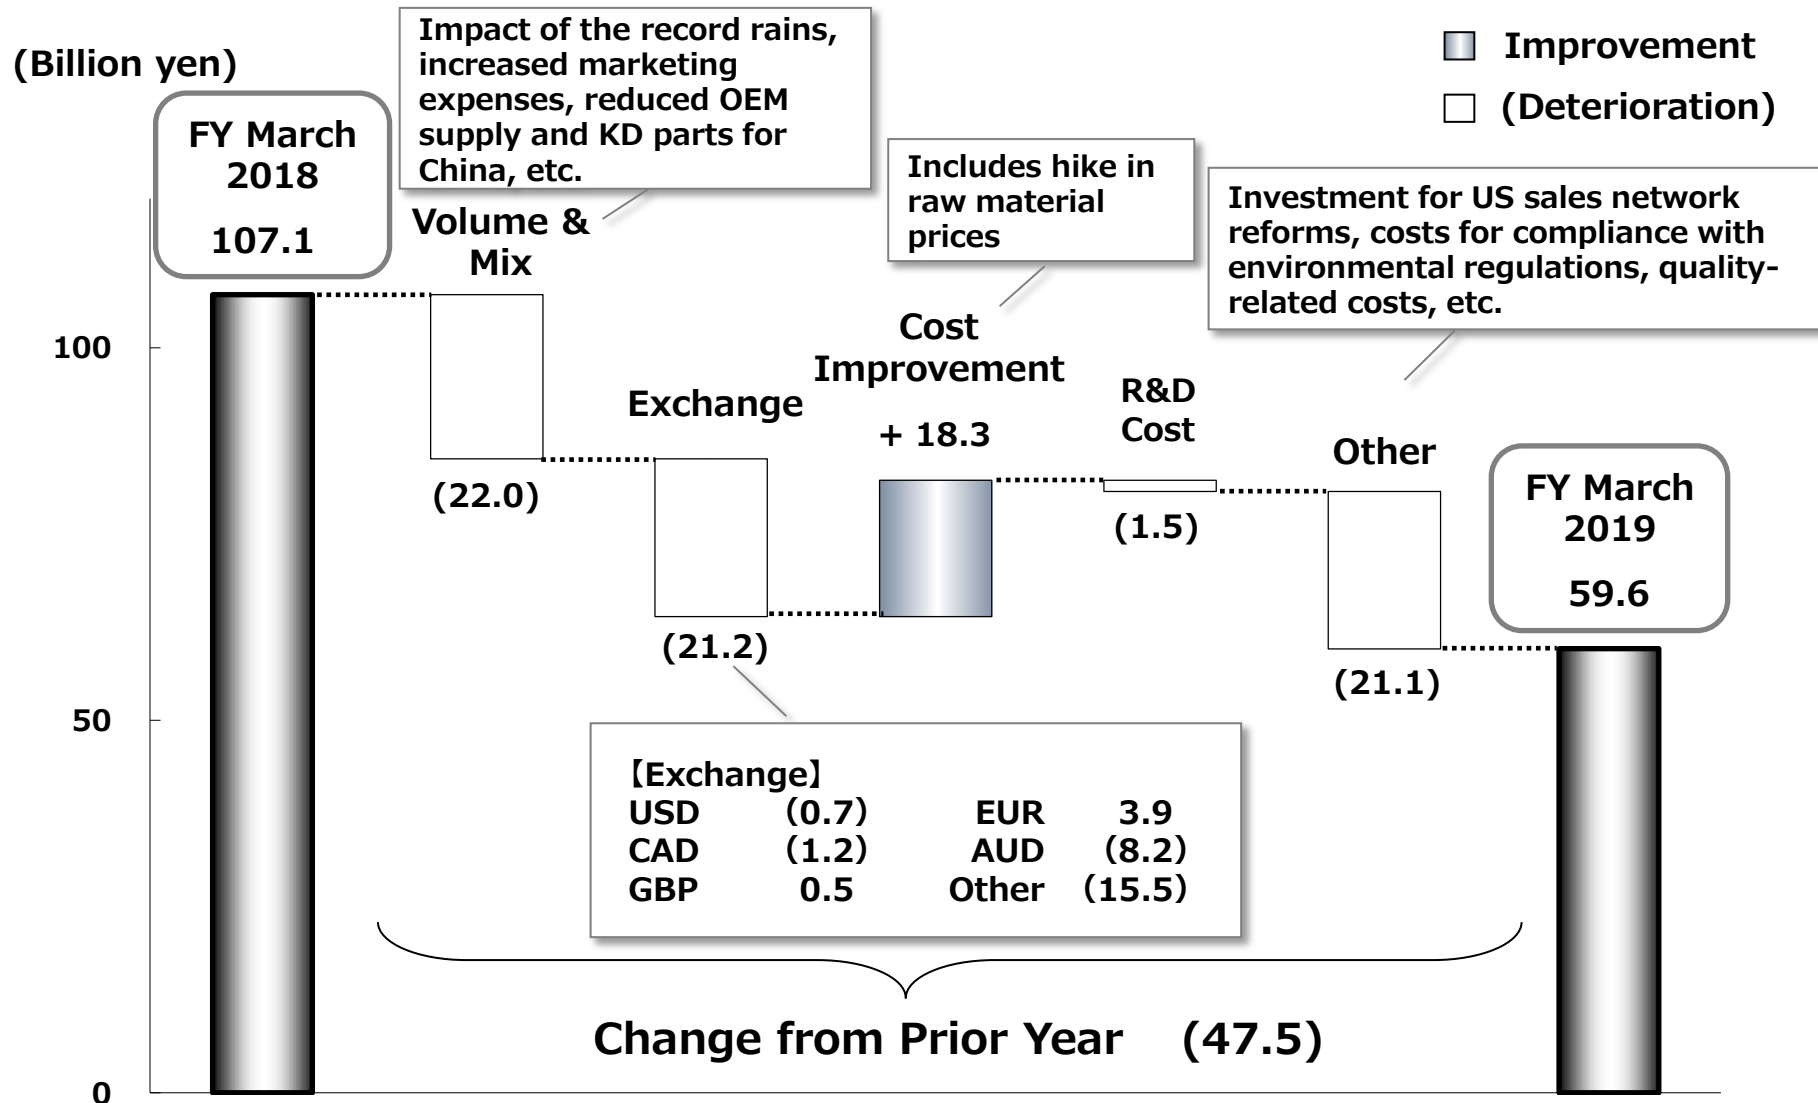 (Billion yen)
FY March
2018
107.1
Impact of the record rains,
increased marketing
expenses, reduced OEM
supply and KD parts for
China, etc.
Improvement
(Deterioration)
Includes hike in
raw material
prices
Investment for US sales network
reforms, costs for compliance with
environmental regulations, quality-
related costs, etc.
Volume &
Mix
(22.0)
Exchange
(21.2)
Cost
Improvement
+ 18.3
R&D
Cost
(1.5)
Other
(21.1)
FY March
2019
59.6
100
50
0
【Exchange】
USD (0.7) EUR 3.9
CAD (1.2) AUD (8.2)
GBP 0.5 Other (15.5)
Change from Prior Year (47.5)